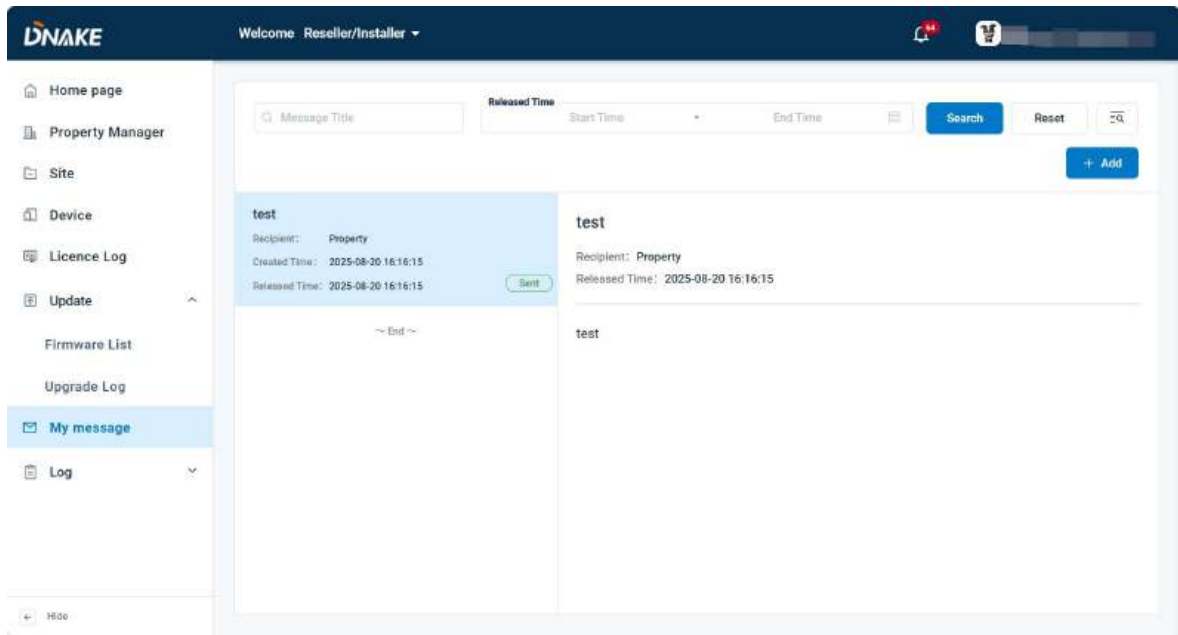 DNAKE
Welcome Reseller/Installer
94
Home page
Property Manager
Site
Device
Licence Log
Update
Firmware List
Upgrade Log
My message
Log
Hide
Message Title
Released Time
Start Time - End Time
Search
Reset
+ Add
test
Recipient: Property
Created Time: 2025-08-20 16:16:15
Released Time: 2025-08-20 16:16:15
Sent
~ End ~
test
Recipient: Property
Released Time: 2025-08-20 16:16:15
test